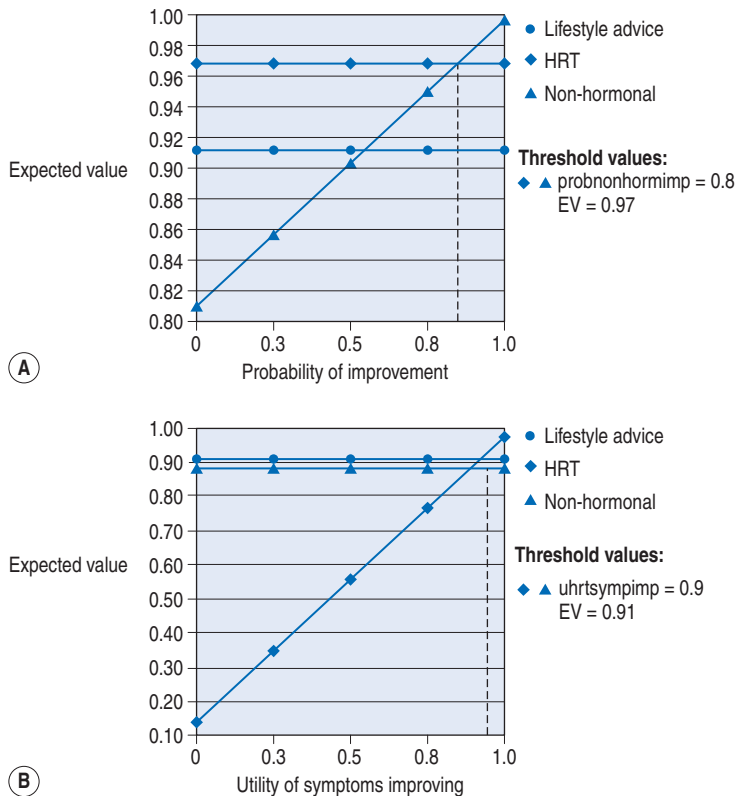 1.00
0.98
0.96
0.94
0.92
0.90
0.88
0.86
0.84
0.82
0.80
Expected value
0 0.3 0.5 0.8 1.0
Probability of improvement
Lifestyle advice
HRT
Non-hormonal
Threshold values:
probnonhormimp = 0.8
EV = 0.97
A
1.00
0.90
0.80
0.70
0.60
0.50
0.40
0.30
0.20
0.10
Expected value
0 0.3 0.5 0.8 1.0
Utility of symptoms improving
Lifestyle advice
HRT
Non-hormonal
Threshold values:
uhrtsympimp = 0.9
EV = 0.91
B